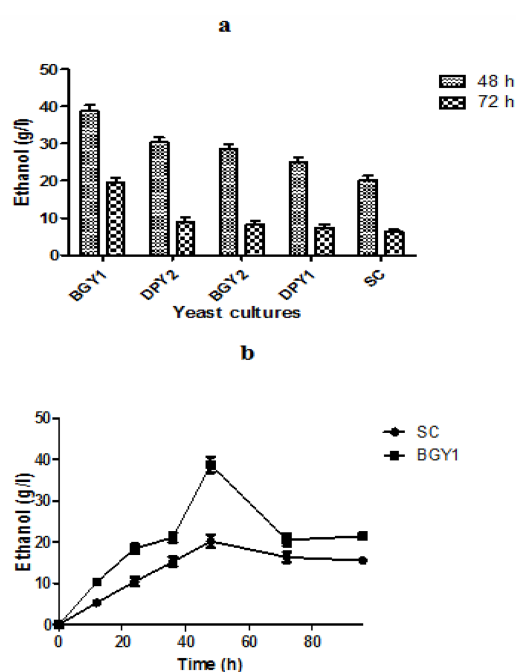 a
50
40
30
20
10
0
Ethanol (g/l)
48 h
72 h
BGY1 DPY2 BGY2 DPY1 SC
Yeast cultures
b
50
40
30
20
10
0
Ethanol (g/l)
SC
BGY1
0 20 40 60 80
Time (h)